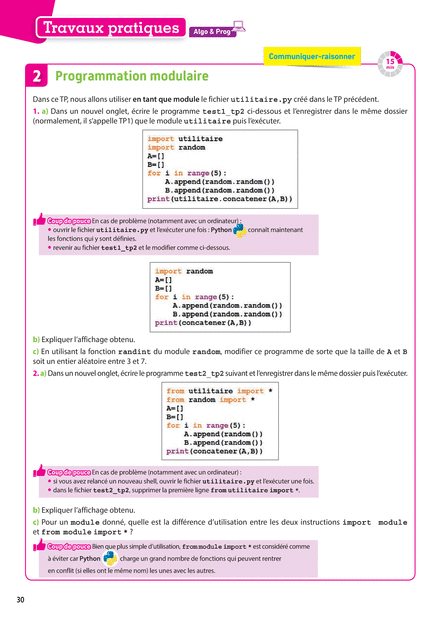 Travaux pratiques Algo & Prog
Communiquer-raisonner
15
min
2 Programmation modulaire
Dans ce TP, nous allons utiliser en tant que module le fichier utilitaire.py créé dans le TP précédent.
1. a) Dans un nouvel onglet, écrire le programme test1_tp2 ci-dessous et l'enregistrer dans le même dossier
(normalement, il s'appelle TP1) que le module utilitaire puis l'exécuter.
import utilitaire
import random
A=[]
B=[]
for i in range(5):
A.append(random.random())
B.append(random.random())
print(utilitaire.concatener(A,B))
Coup de pouce En cas de problème (notamment avec un ordinateur) :
• ouvrir le fichier utilitaire.py et l'exécuter une fois : Python connaît maintenant
les fonctions qui y sont définies.
• revenir au fichier test1_tp2 et le modifier comme ci-dessous.
import random
A=[]
B=[]
for i in range(5):
A.append(random.random())
B.append(random.random())
print(concatener(A,B))
b) Expliquer l'affichage obtenu.
c) En utilisant la fonction randint du module random, modifier ce programme de sorte que la taille de A et B
soit un entier aléatoire entre 3 et 7.
2. a) Dans un nouvel onglet, écrire le programme test2_tp2 suivant et l'enregistrer dans le même dossier puis l'exécuter.
from utilitaire import *
from random import *
A=[]
B=[]
for i in range(5):
A.append(random())
B.append(random())
print(concatener(A,B))
Coup de pouce En cas de problème (notamment avec un ordinateur) :
• si vous avez relancé un nouveau shell, ouvrir le fichier utilitaire.py et l'exécuter une fois.
• dans le fichier test2_tp2, supprimer la première ligne from utilitaire import *.
b) Expliquer l'affichage obtenu.
c) Pour un module donné, quelle est la différence d'utilisation entre les deux instructions import module
et from module import * ?
Coup de pouce Bien que plus simple d'utilisation, from module import * est considéré comme
à éviter car Python charge un grand nombre de fonctions qui peuvent rentrer
en conflit (si elles ont le même nom) les unes avec les autres.
30